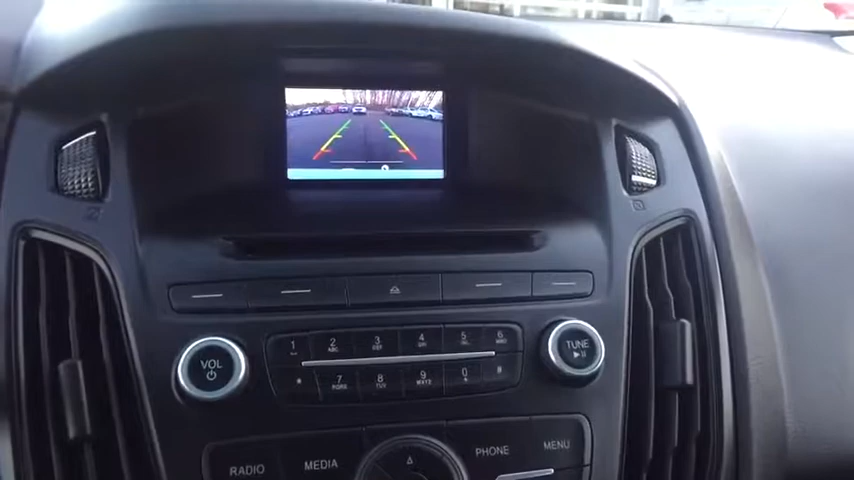 VOL
1 2 ABC 3 DEF 4 GHI 5 JKL 6 MNO
7 PQRS 8 TUV 9 WXYZ 0 +
TUNE
RADIO MEDIA PHONE MENU